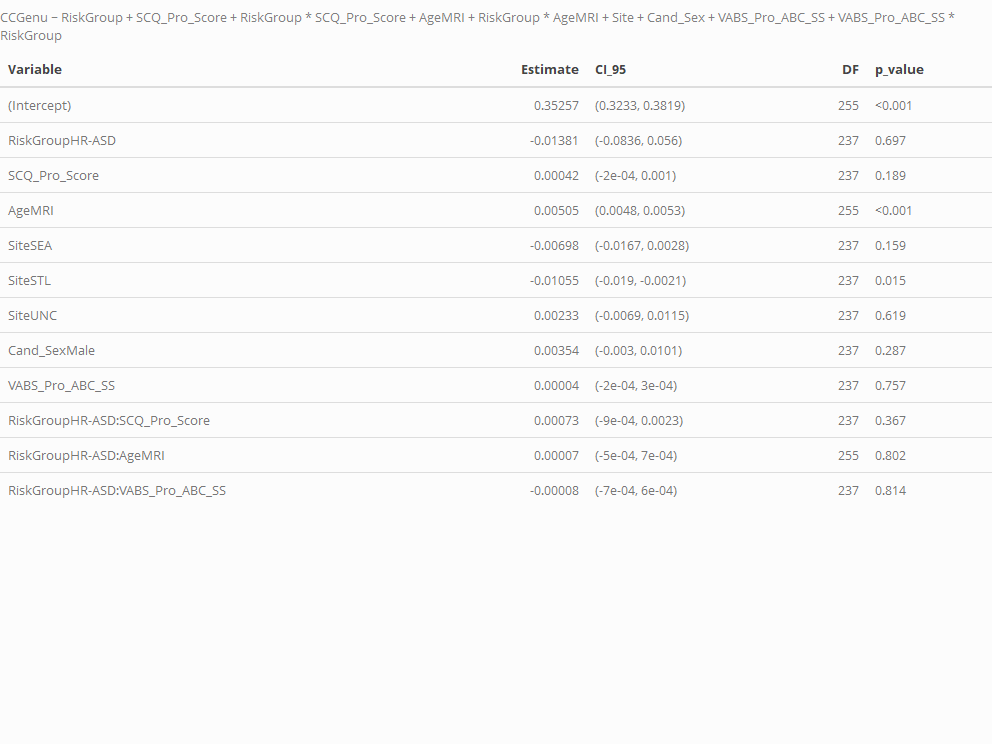 CCGenu ~ RiskGroup + SCQ_Pro_Score + RiskGroup * SCQ_Pro_Score + AgeMRI + RiskGroup * AgeMRI + Site + Cand_Sex + VABS_Pro_ABC_SS + VABS_Pro_ABC_SS *
RiskGroup
Variable Estimate CI_95 DF p_value
(Intercept) 0.35257 (0.3233, 0.3819) 255 <0.001
RiskGroupHR-ASD -0.01381 (-0.0836, 0.056) 237 0.697
SCQ_Pro_Score 0.00042 (-2e-04, 0.001) 237 0.189
AgeMRI 0.00505 (0.0048, 0.0053) 255 <0.001
SiteSEA -0.00698 (-0.0167, 0.0028) 237 0.159
SiteSTL -0.01055 (-0.019, -0.0021) 237 0.015
SiteUNC 0.00233 (-0.0069, 0.0115) 237 0.619
Cand_SexMale 0.00354 (-0.003, 0.0101) 237 0.287
VABS_Pro_ABC_SS 0.00004 (-2e-04, 3e-04) 237 0.757
RiskGroupHR-ASD:SCQ_Pro_Score 0.00073 (-9e-04, 0.0023) 237 0.367
RiskGroupHR-ASD:AgeMRI 0.00007 (-5e-04, 7e-04) 255 0.802
RiskGroupHR-ASD:VABS_Pro_ABC_SS -0.00008 (-7e-04, 6e-04) 237 0.814